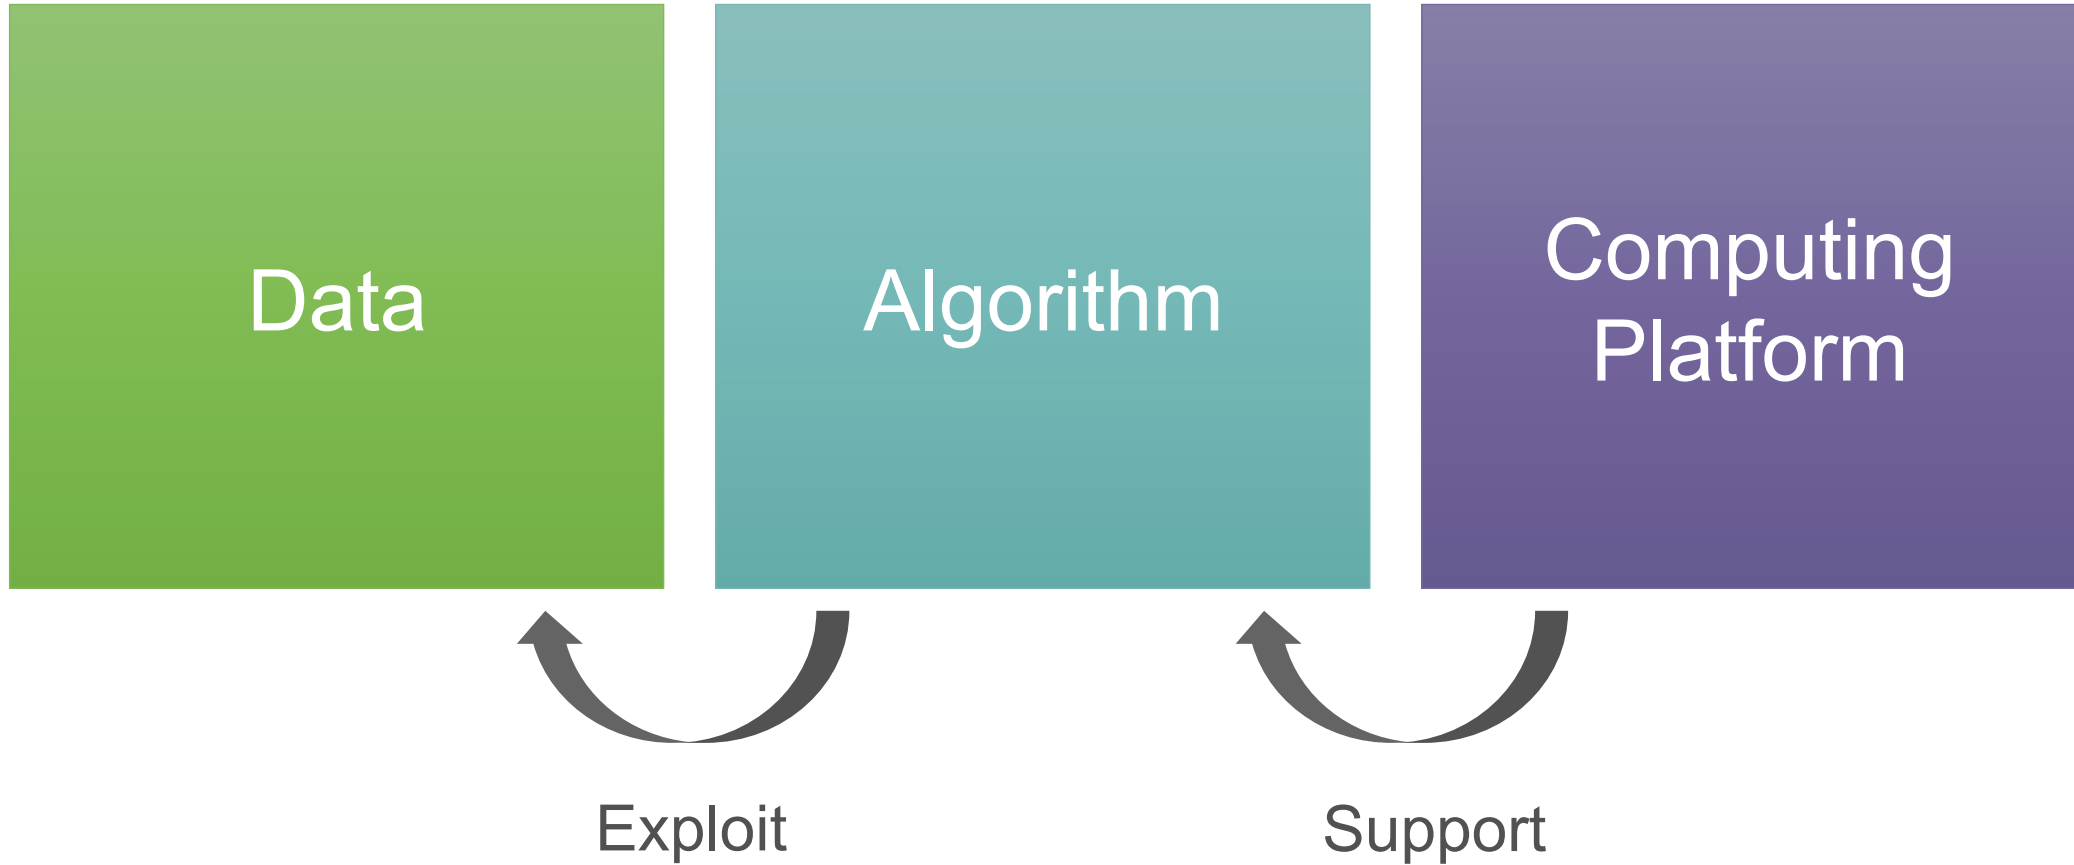 Data
Algorithm
Computing
Platform
Exploit
Support